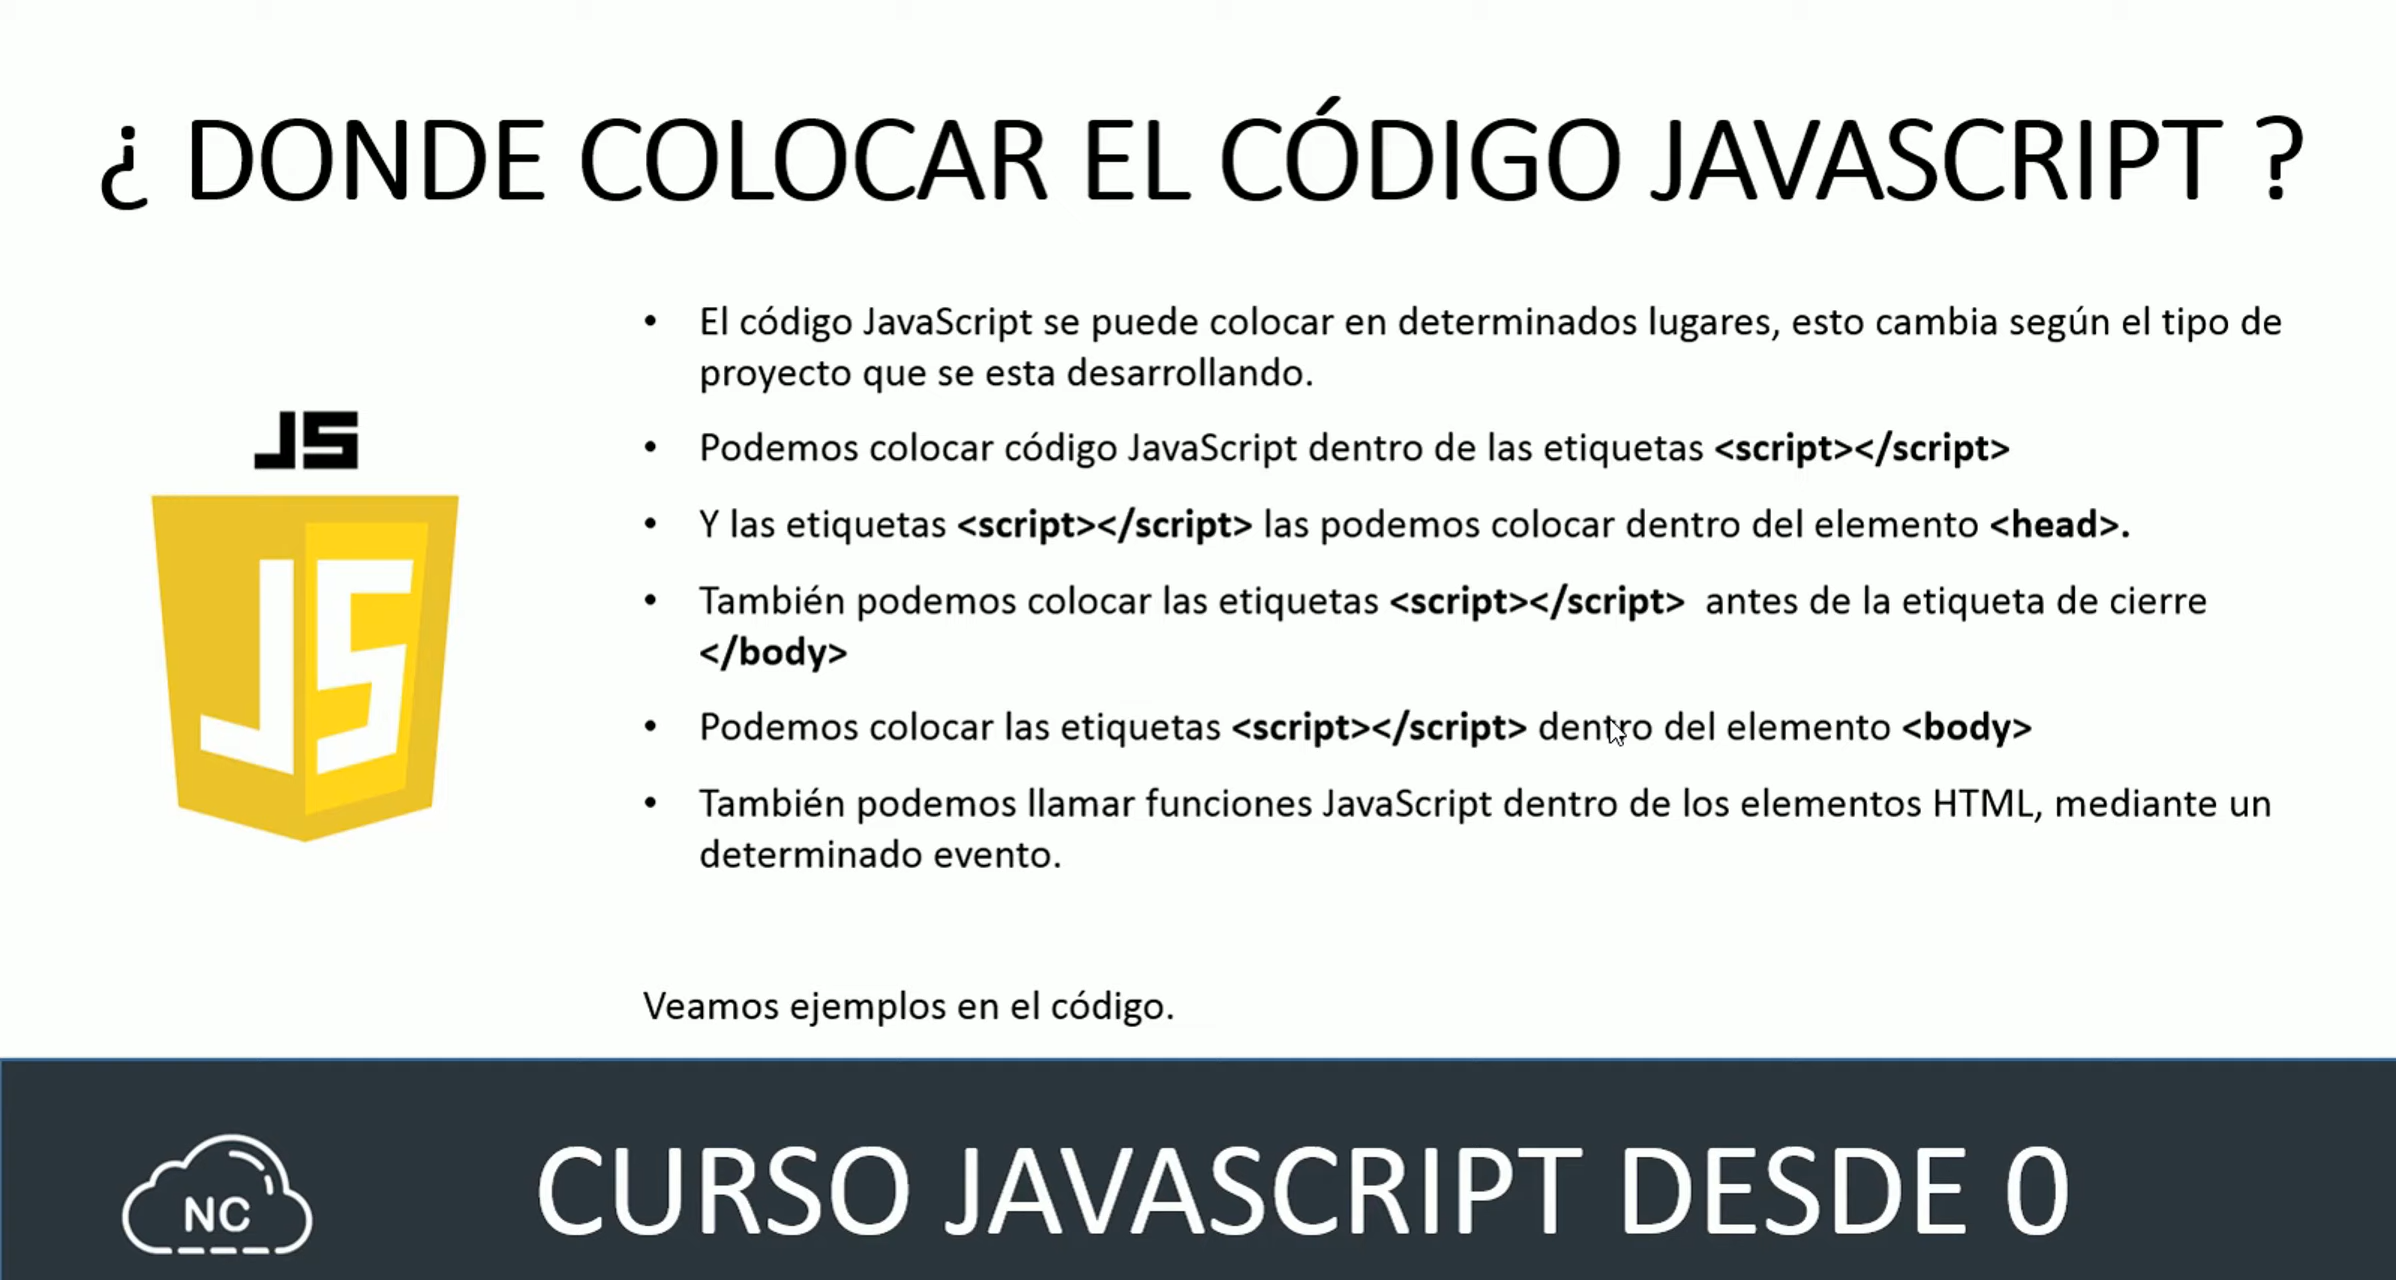 ¿ DONDE COLOCAR EL CÓDIGO JAVASCRIPT ?
• El código JavaScript se puede colocar en determinados lugares, esto cambia según el tipo de
proyecto que se esta desarrollando.
• Podemos colocar código JavaScript dentro de las etiquetas <script></script>
• Y las etiquetas <script></script> las podemos colocar dentro del elemento <head>.
• También podemos colocar las etiquetas <script></script> antes de la etiqueta de cierre
</body>
• Podemos colocar las etiquetas <script></script> dentro del elemento <body>
• También podemos llamar funciones JavaScript dentro de los elementos HTML, mediante un
determinado evento.
JS
JS
Veamos ejemplos en el código.
NC
CURSO JAVASCRIPT DESDE 0